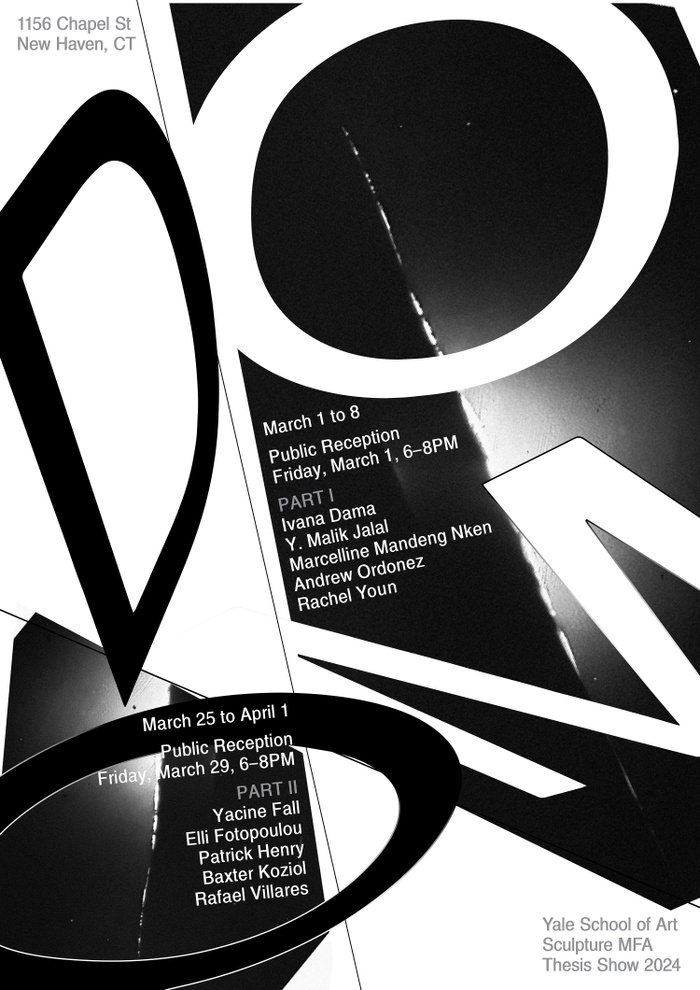 1156 Chapel St
New Haven, CT
March 1 to 8
Public Reception
Friday, March 1, 6–8PM
PART I
Ivana Dama
Y. Malik Jalal
Marcelline Mandeng Nken
Andrew Ordonez
Rachel Youn
March 25 to April 1
Public Reception
Friday, March 29, 6–8PM
PART II
Yacine Fall
Elli Fotopoulou
Patrick Henry
Baxter Koziol
Rafael Villares
Yale School of Art
Sculpture MFA
Thesis Show 2024